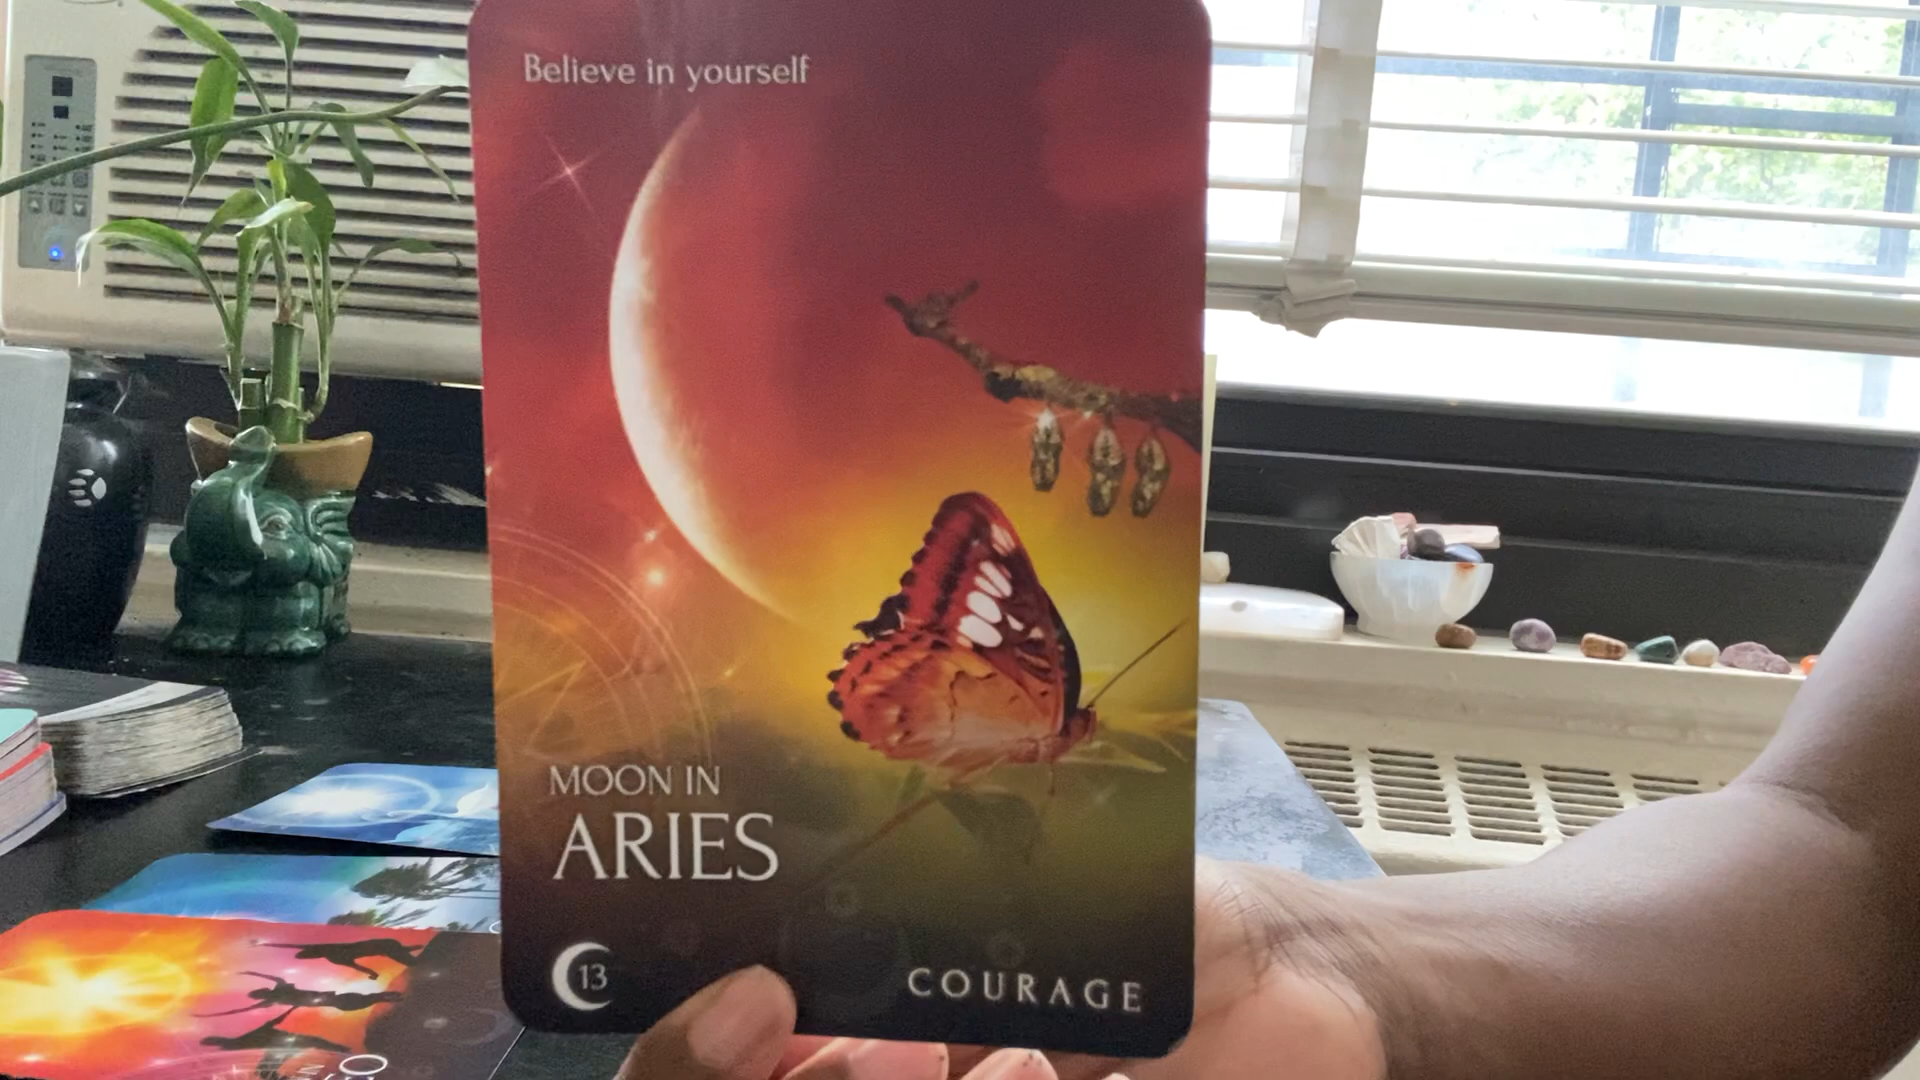 Believe in yourself
MOON IN
ARIES
13
COURAGE